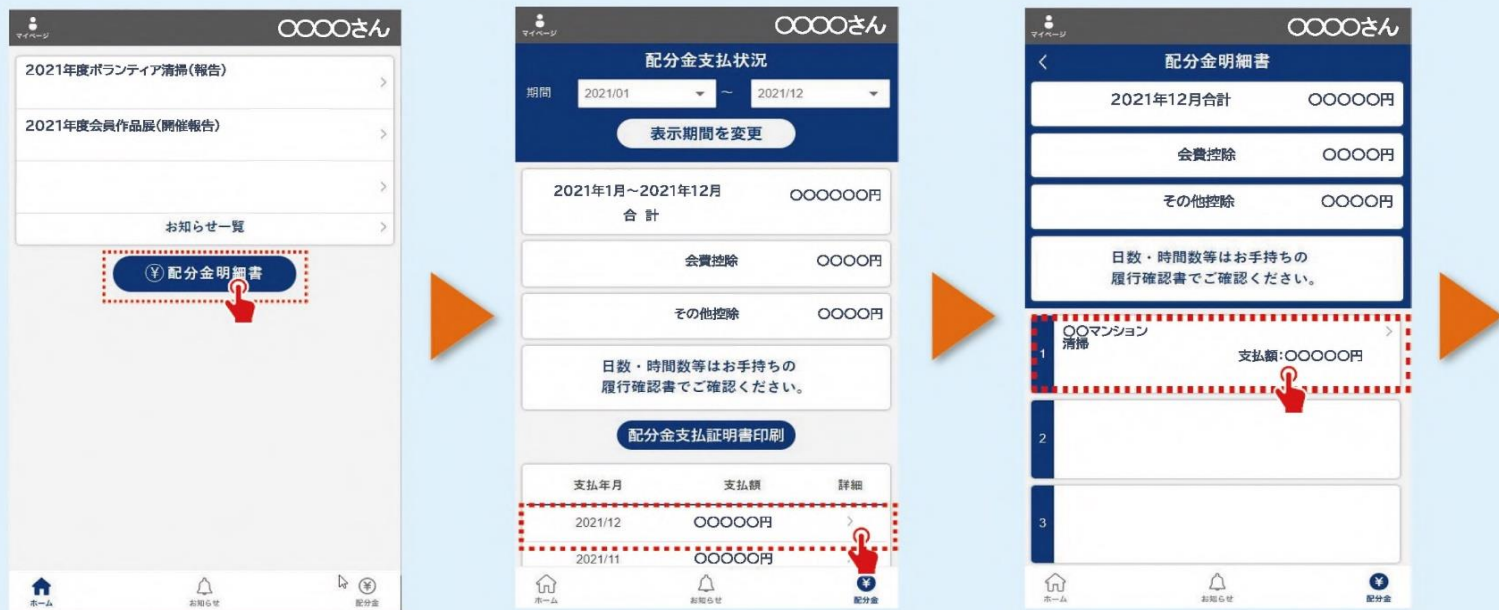 マイページ
〇〇〇〇さん
2021年度ボランティア清掃(報告)
2021年度会員作品展(開催報告)
お知らせ一覧
¥配分金明細書
ホーム
お知らせ
¥
配分金
マイページ
〇〇〇〇さん
配分金支払状況
期間 2021/01 ～ 2021/12
表示期間を変更
2021年1月～2021年12月 〇〇〇〇〇〇円
合 計
会費控除 〇〇〇〇円
その他控除 〇〇〇〇円
日数・時間数等はお手持ちの
履行確認書でご確認ください。
配分金支払証明書印刷
支払年月 支払額 詳細
2021/12 〇〇〇〇〇円
2021/11 〇〇〇〇〇円
ホーム
お知らせ
¥
配分金
マイページ
〇〇〇〇さん
配分金明細書
2021年12月合計 〇〇〇〇〇円
会費控除 〇〇〇〇円
その他控除 〇〇〇〇円
日数・時間数等はお手持ちの
履行確認書でご確認ください。
〇〇マンション
清掃
1
支払額:〇〇〇〇〇円
2
3
ホーム
お知らせ
¥
配分金